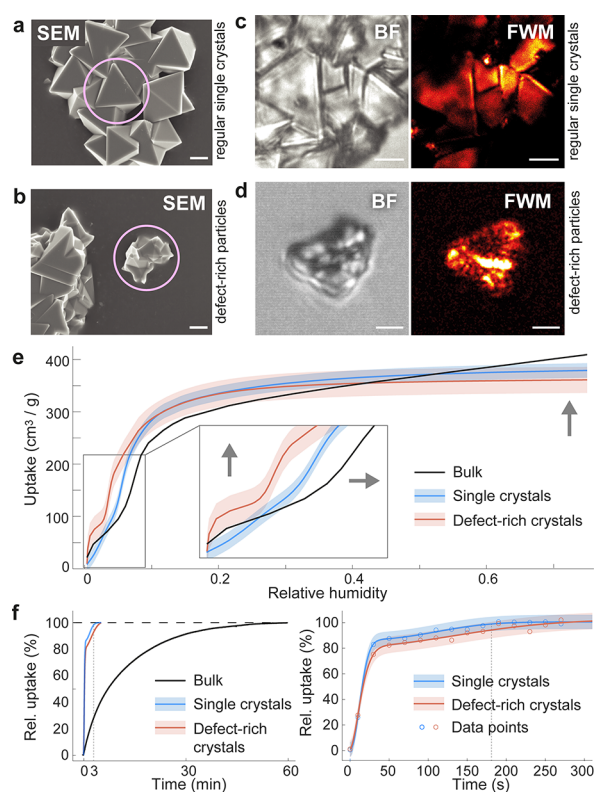 a
SEM
regular single crystals
c
BF
FWM
regular single crystals
b
SEM
defect-rich particles
d
BF
FWM
defect-rich particles
e
Uptake (cm³ / g)
400
300
200
100
0
Bulk
Single crystals
Defect-rich crystals
0
0.2
0.4
0.6
Relative humidity
f
Rel. uptake (%)
100
80
60
40
20
0
Bulk
Single crystals
Defect-rich
crystals
0 3
30
60
Time (min)
Rel. uptake (%)
100
80
60
40
20
0
Single crystals
Defect-rich crystals
Data points
0
50
100
150
200
250
300
Time (s)